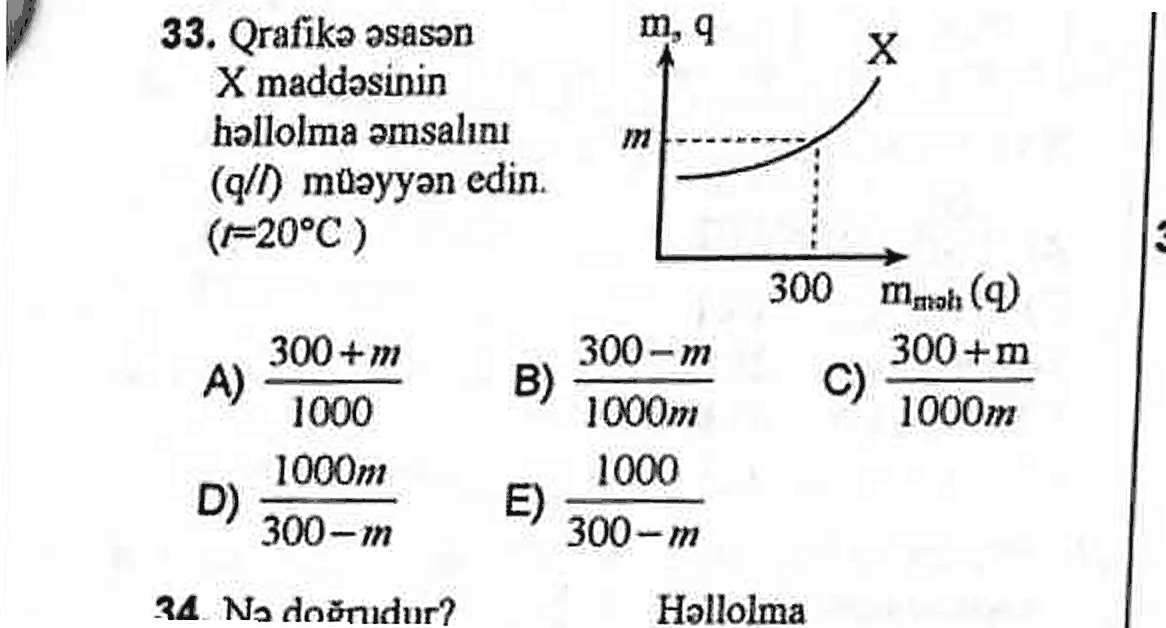 33. Qrafikə əsasən
X maddəsinin
həllolma əmsalını
(q/l) müəyyən edin.
(t=20°C )
m, q
X
m
300 m_məh (q)
A) 300+m / 1000
B) 300−m / 1000m
C) 300+m / 1000m
D) 1000m / 300−m
E) 1000 / 300−m
34. Nə doğrudur?
Həllolma